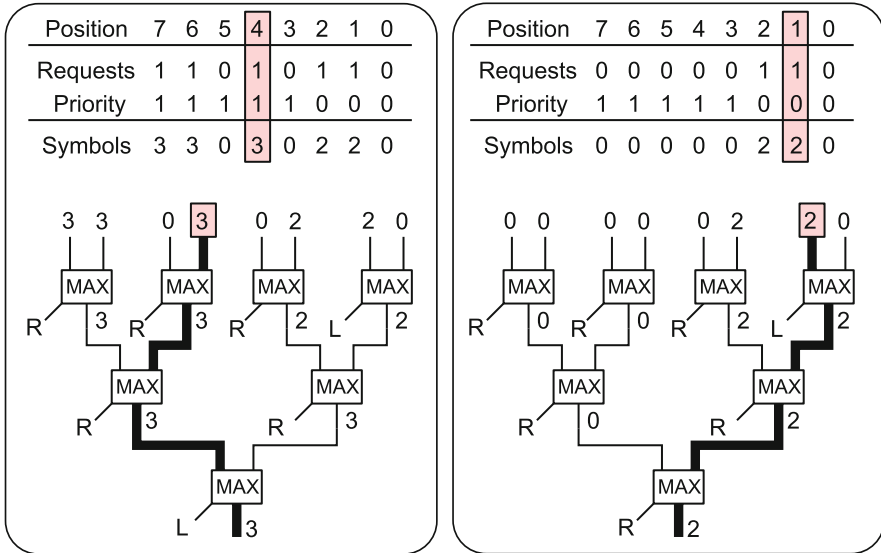 Position 7 6 5 4 3 2 1 0
Requests 1 1 0 1 0 1 1 0
Priority 1 1 1 1 1 0 0 0
Symbols 3 3 0 3 0 2 2 0
3 3 0 3 0 2 2 0
MAX MAX MAX MAX
R 3 R 3 R 2 L 2
MAX MAX
R 3 R 3
MAX
L 3
Position 7 6 5 4 3 2 1 0
Requests 0 0 0 0 0 1 1 0
Priority 1 1 1 1 1 0 0 0
Symbols 0 0 0 0 0 2 2 0
0 0 0 0 0 2 2 0
MAX MAX MAX MAX
R 0 R 0 R 2 L 2
MAX MAX
R 0 R 2
MAX
R 2